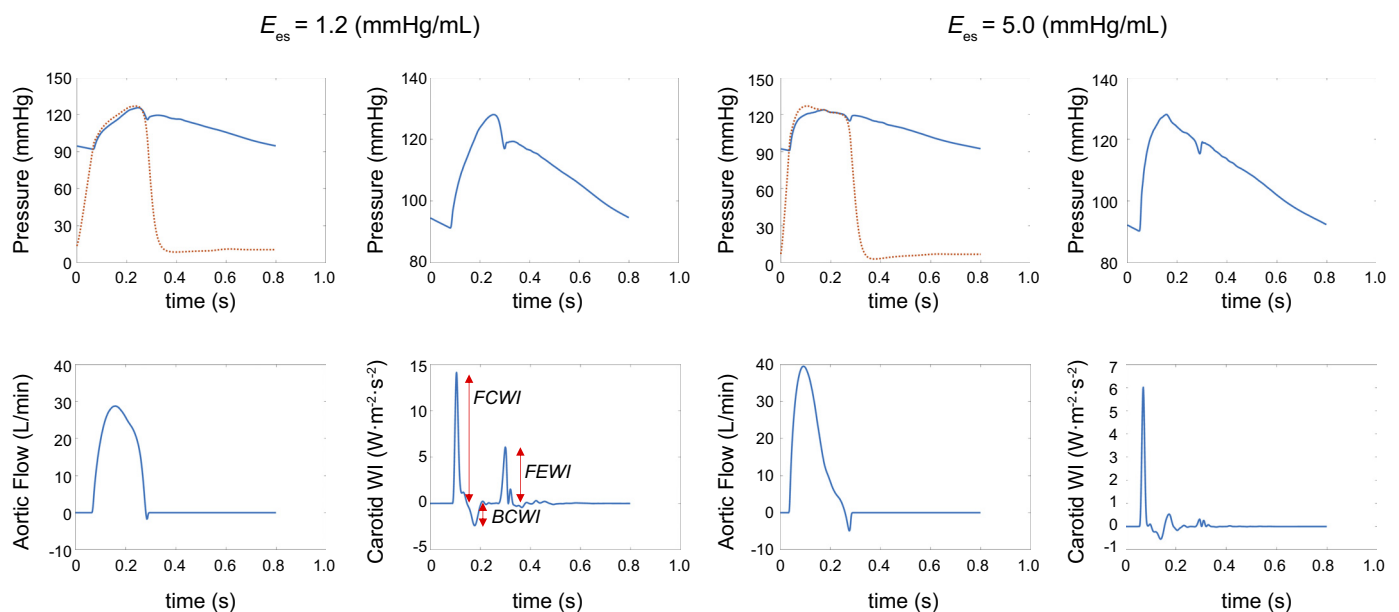 E_es = 1.2 (mmHg/mL)
E_es = 5.0 (mmHg/mL)
Pressure (mmHg)
150
120
90
60
30
0
0 0.2 0.4 0.6 0.8 1.0
time (s)
Pressure (mmHg)
140
120
100
80
0 0.2 0.4 0.6 0.8 1.0
time (s)
Pressure (mmHg)
150
120
90
60
30
0
0 0.2 0.4 0.6 0.8 1.0
time (s)
Pressure (mmHg)
140
120
100
80
0 0.2 0.4 0.6 0.8 1.0
time (s)
Aortic Flow (L/min)
40
30
20
10
0
-10
0 0.2 0.4 0.6 0.8 1.0
time (s)
Carotid WI (W·m⁻²·s⁻²)
15
10
5
0
-5
FCWI
FEWI
BCWI
0 0.2 0.4 0.6 0.8 1.0
time (s)
Aortic Flow (L/min)
40
30
20
10
0
-10
0 0.2 0.4 0.6 0.8 1.0
time (s)
Carotid WI (W·m⁻²·s⁻²)
7
6
5
4
3
2
1
0
-1
0 0.2 0.4 0.6 0.8 1.0
time (s)